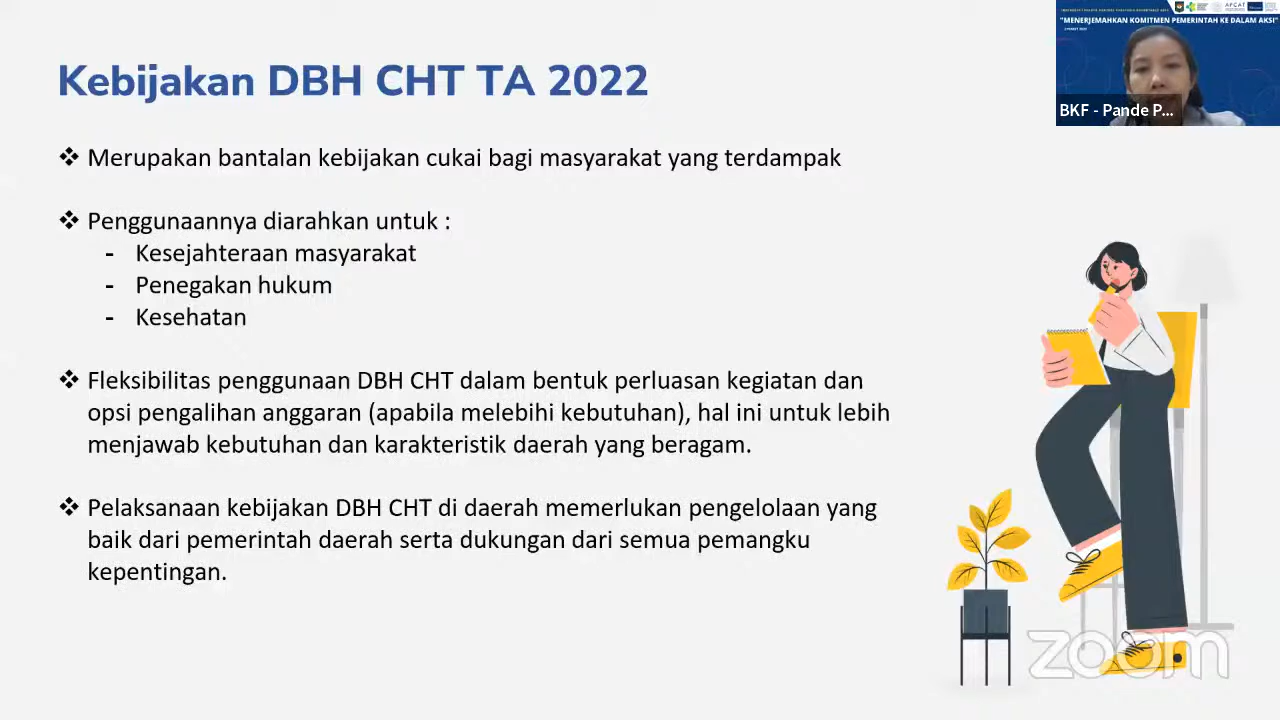 Kebijakan DBH CHT TA 2022
❖ Merupakan bantalan kebijakan cukai bagi masyarakat yang terdampak
❖ Penggunaannya diarahkan untuk :
- Kesejahteraan masyarakat
- Penegakan hukum
- Kesehatan
❖ Fleksibilitas penggunaan DBH CHT dalam bentuk perluasan kegiatan dan
opsi pengalihan anggaran (apabila melebihi kebutuhan), hal ini untuk lebih
menjawab kebutuhan dan karakteristik daerah yang beragam.
❖ Pelaksanaan kebijakan DBH CHT di daerah memerlukan pengelolaan yang
baik dari pemerintah daerah serta dukungan dari semua pemangku
kepentingan.
APCAT
"MENERJEMAHKAN KOMITMEN PEMERINTAH KE DALAM AKSI"
BKF - Pande P...
zoom